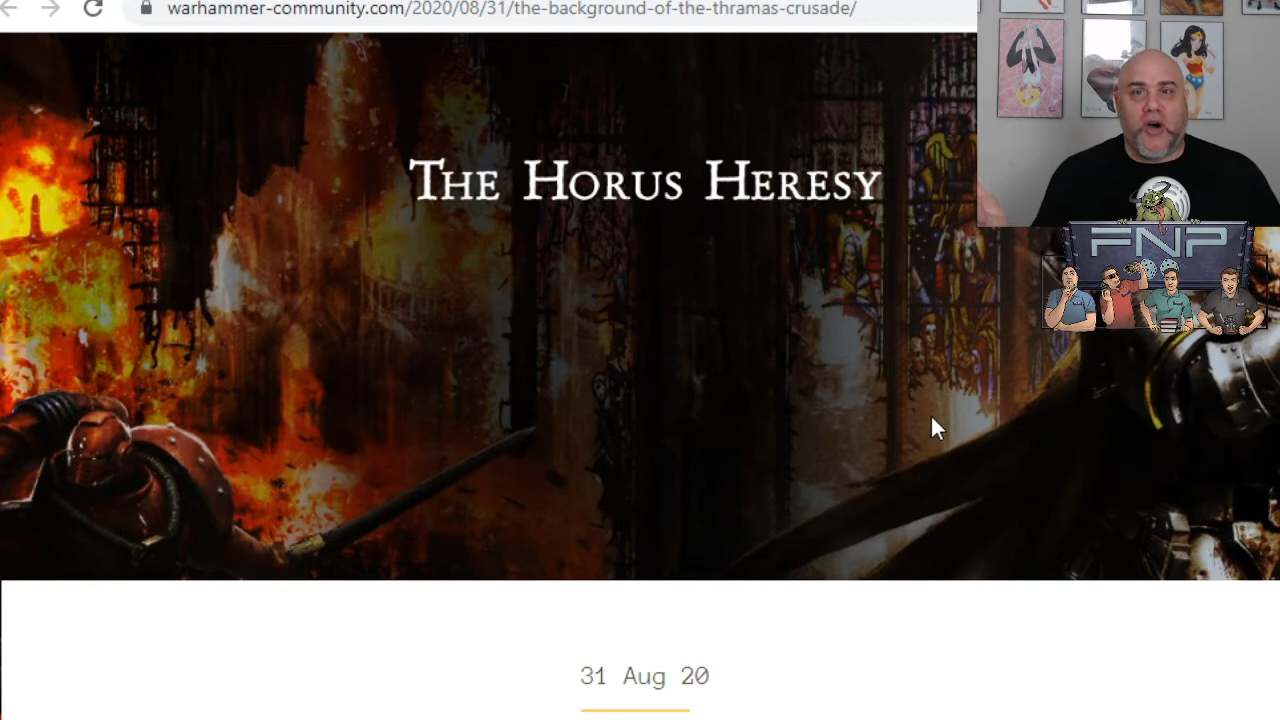 warhammer-community.com/2020/08/31/the-background-of-the-thramas-crusade/
The Horus Heresy
FNP
31 Aug 20